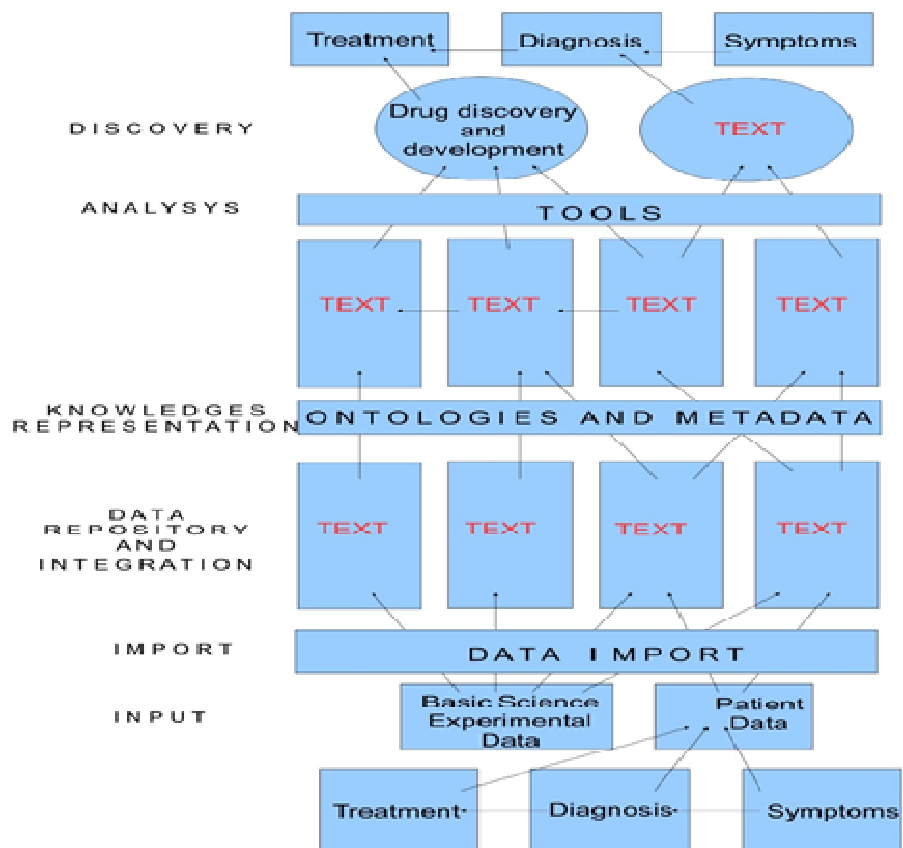 Treatment
Diagnosis
Symptoms
DISCOVERY
Drug discovery
and
development
TEXT
ANALYSYS
TOOLS
TEXT
TEXT
TEXT
TEXT
KNOWLEDGES
REPRESENTATION
ONTOLOGIES AND METADATA
DATA
REPOSITORY
AND
INTEGRATION
TEXT
TEXT
TEXT
TEXT
IMPORT
DATA IMPORT
INPUT
Basic Science
Experimental
Data
Patient
Data
Treatment
Diagnosis
Symptoms